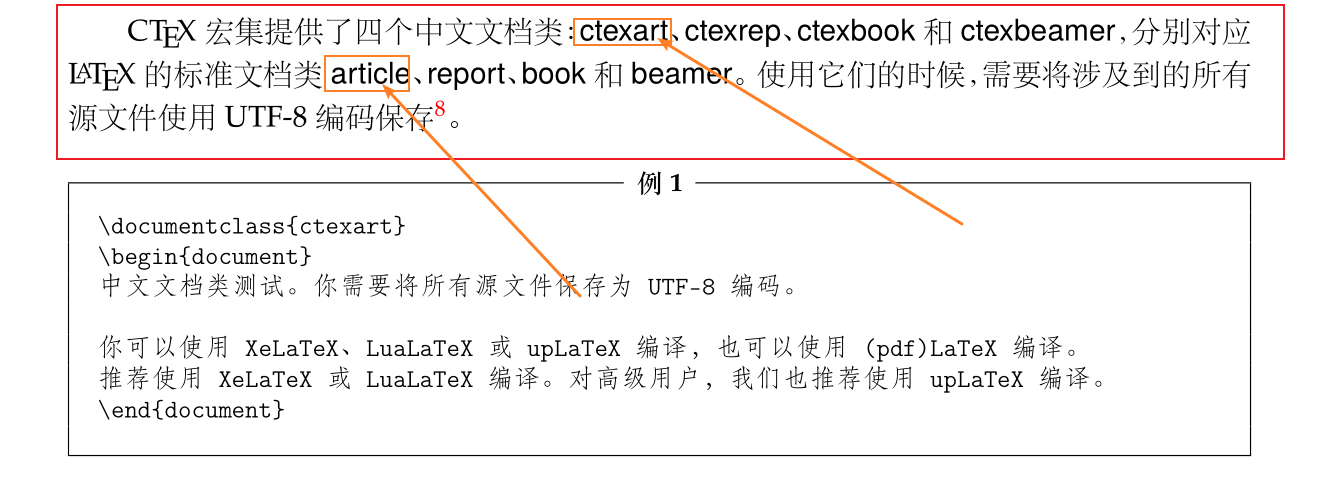 CTEX 宏集提供了四个中文文档类：ctexart、ctexrep、ctexbook 和 ctexbeamer，分别对应
LATEX 的标准文档类 article、report、book 和 beamer。使用它们的时候，需要将涉及到的所有
源文件使用 UTF-8 编码保存8。
例 1
\documentclass{ctexart}
\begin{document}
中文文档类测试。你需要将所有源文件保存为 UTF-8 编码。
你可以使用 XeLaTeX、LuaLaTeX 或 upLaTeX 编译，也可以使用 (pdf)LaTeX 编译。
推荐使用 XeLaTeX 或 LuaLaTeX 编译。对高级用户，我们也推荐使用 upLaTeX 编译。
\end{document}